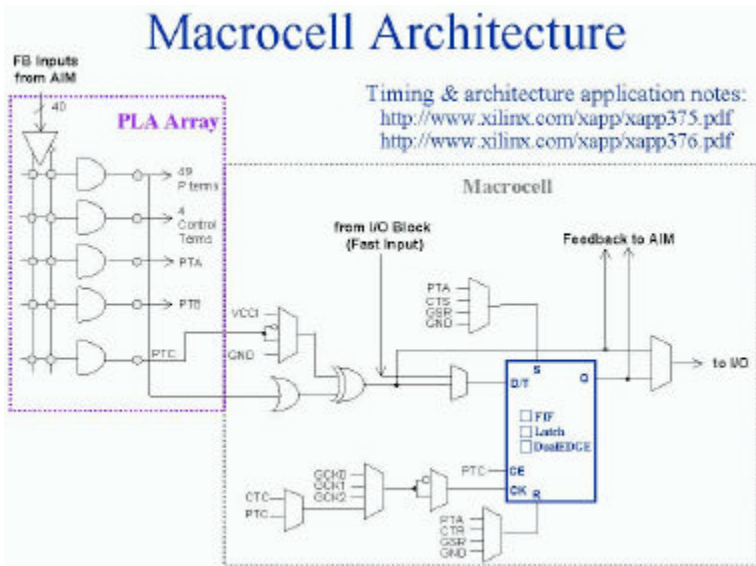 Macrocell Architecture
FB Inputs
from AIM
40
Timing & architecture application notes:
http://www.xilinx.com/xapp/xapp375.pdf
http://www.xilinx.com/xapp/xapp376.pdf
PLA Array
49
P terms
4
Control
Terms
PTA
PTB
PTC
Macrocell
from I/O Block
(Fast Input)
Feedback to AIM
VCCI
GND
PTA
CTS
GSR
GND
to I/O
S
D/T
Q
FIF
Latch
DualEDGE
PTC
CE
CK
R
GCK0
GCK1
GCK2
CTC
PTC
PTA
CTR
GSR
GND